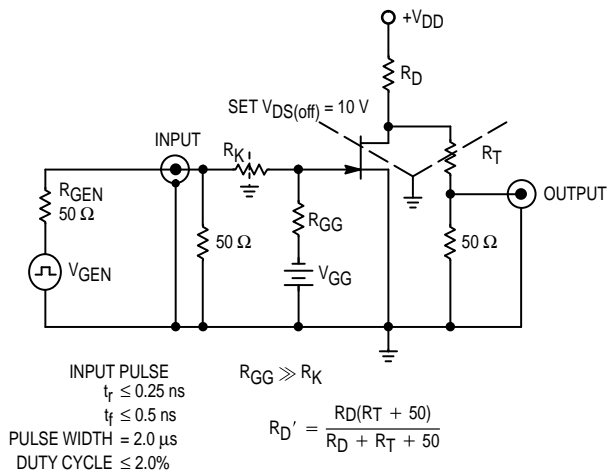 +VDD
RD
SET VDS(off) = 10 V
INPUT
RK
RT
RGEN
50 Ω
OUTPUT
RGG
50 Ω
50 Ω
VGEN
VGG
INPUT PULSE
tr ≤ 0.25 ns
tf ≤ 0.5 ns
PULSE WIDTH = 2.0 µs
DUTY CYCLE ≤ 2.0%
RGG ≫ RK
RD′ = RD(RT + 50)
RD + RT + 50